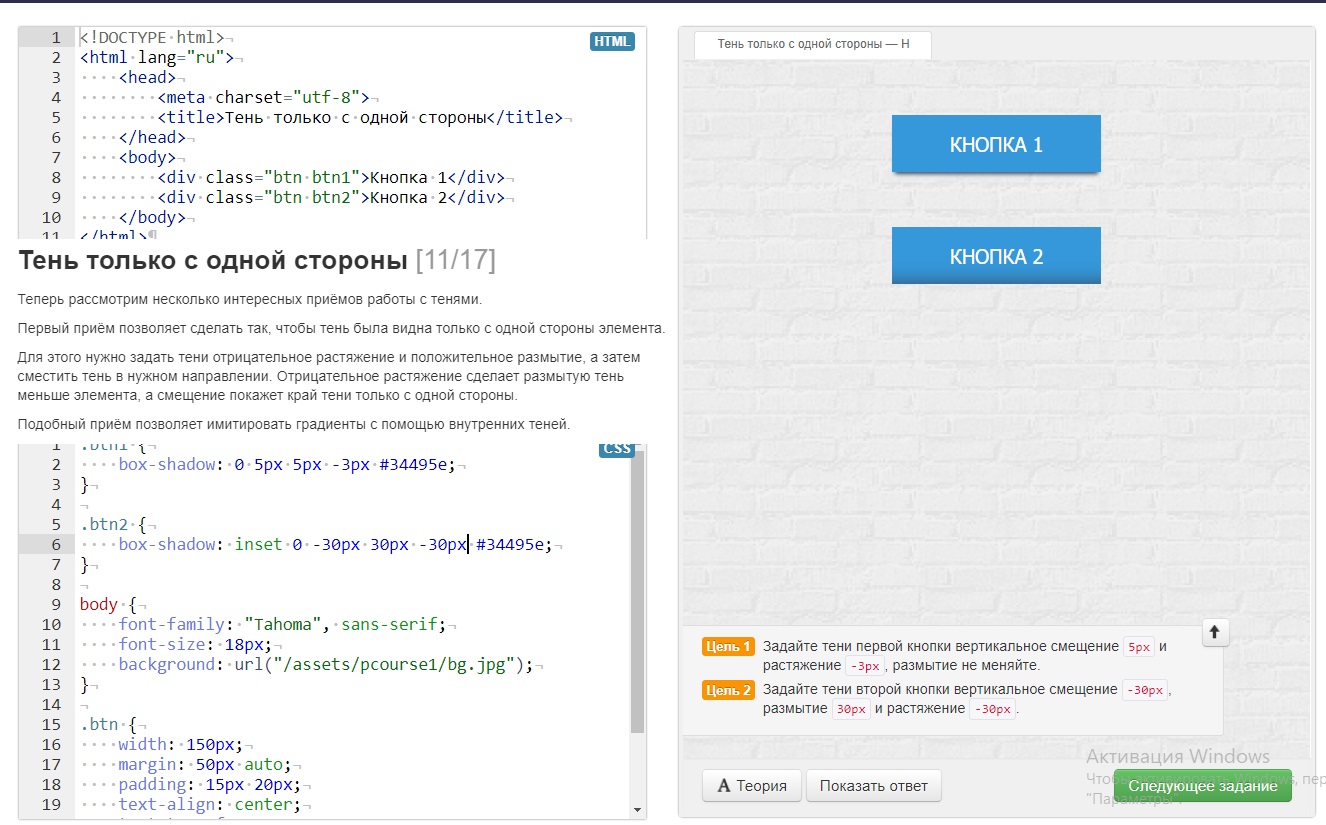 1 <!DOCTYPE html>
HTML
2 <html lang="ru">
3 <head>
4 <meta charset="utf-8">
5 <title>Тень только с одной стороны</title>
6 </head>
7 <body>
8 <div class="btn btn1">Кнопка 1</div>
9 <div class="btn btn2">Кнопка 2</div>
10 </body>
11 </html>
Тень только с одной стороны [11/17]
Теперь рассмотрим несколько интересных приёмов работы с тенями.
Первый приём позволяет сделать так, чтобы тень была видна только с одной стороны элемента.
Для этого нужно задать тени отрицательное растяжение и положительное размытие, а затем
сместить тень в нужном направлении. Отрицательное растяжение сделает размытую тень
меньше элемента, а смещение покажет край тени только с одной стороны.
Подобный приём позволяет имитировать градиенты с помощью внутренних теней.
1 .btn1 {
CSS
2 box-shadow: 0 5px 5px -3px #34495e;
3 }
4
5 .btn2 {
6 box-shadow: inset 0 -30px 30px -30px #34495e;
7 }
8
9 body {
10 font-family: "Tahoma", sans-serif;
11 font-size: 18px;
12 background: url("/assets/pcourse1/bg.jpg");
13 }
14
15 .btn {
16 width: 150px;
17 margin: 50px auto;
18 padding: 15px 20px;
19 text-align: center;
Тень только с одной стороны — H
КНОПКА 1
КНОПКА 2
Цель 1 Задайте тени первой кнопки вертикальное смещение 5px и
растяжение -3px, размытие не меняйте.
Цель 2 Задайте тени второй кнопки вертикальное смещение -30px,
размытие 30px и растяжение -30px.
Активация Windows
Теория
Показать ответ
Следующее задание
"Параметры".